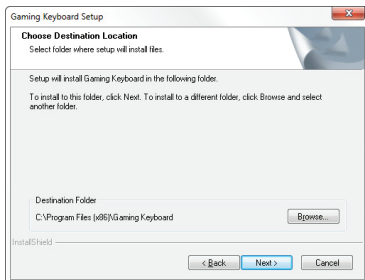 Gaming Keyboard Setup
Choose Destination Location
Select folder where setup will install files.
Setup will install Gaming Keyboard in the following folder.
To install to this folder, click Next. To install to a different folder, click Browse and select
another folder.
Destination Folder
C:\Program Files (x86)\Gaming Keyboard
Browse...
InstallShield
< Back
Next >
Cancel